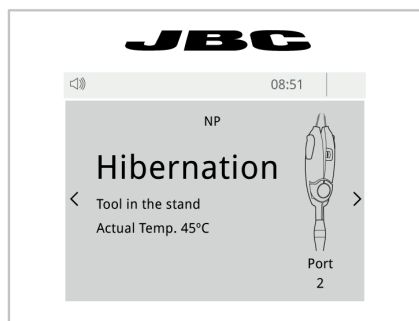 JBC
08:51
NP
Hibernation
Tool in the stand
Actual Temp. 45ºC
Port
2